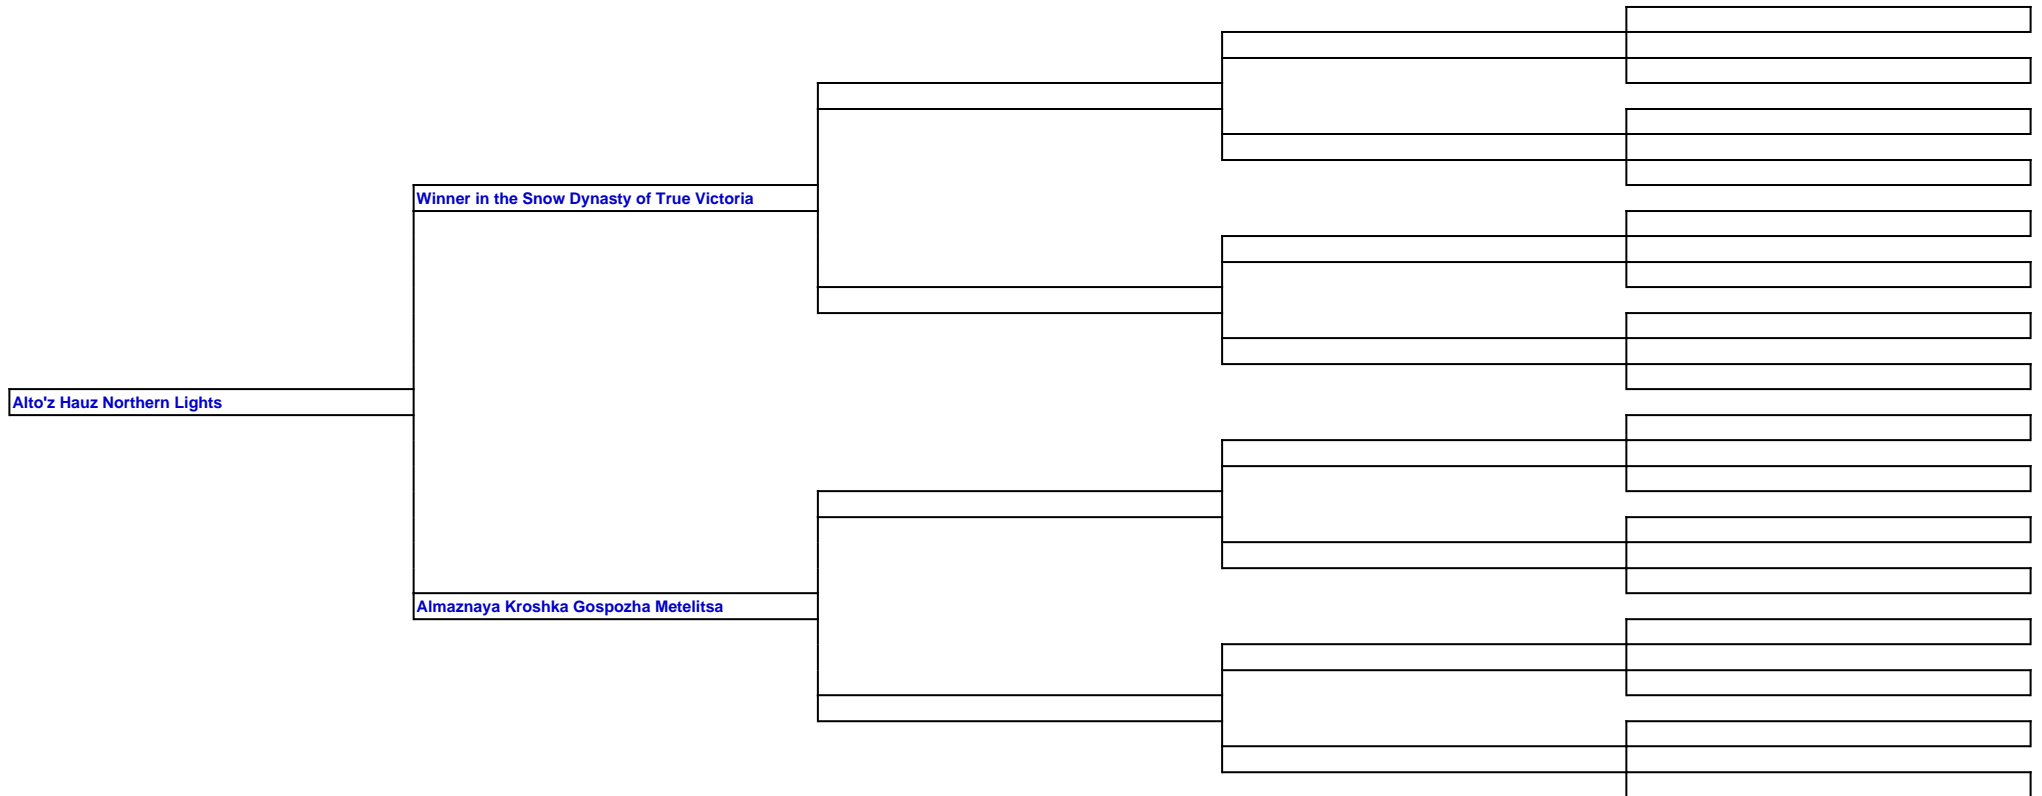 Winner in the Snow Dynasty of True Victoria
Alto'z Hauz Northern Lights
Almaznaya Kroshka Gospozha Metelitsa